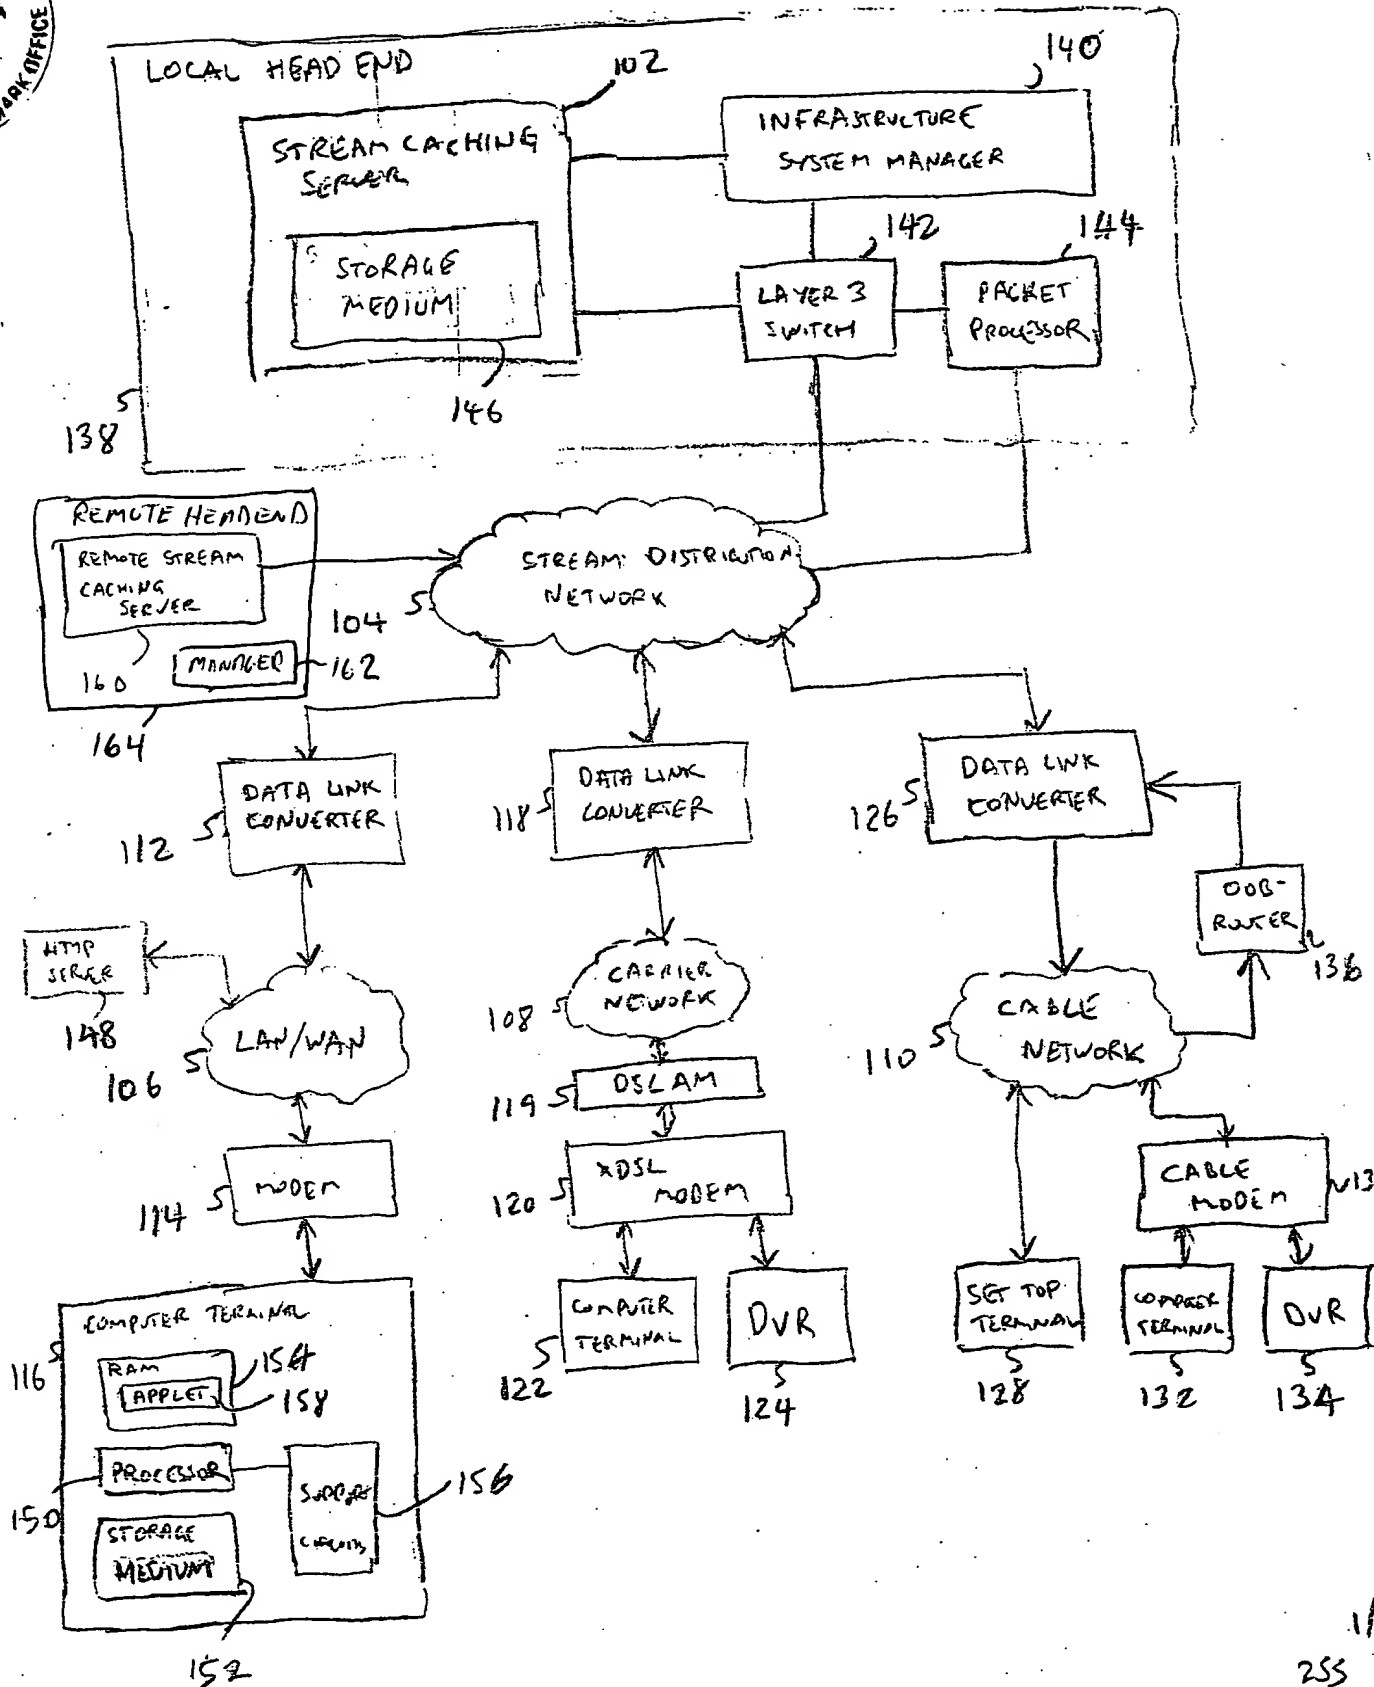 OFFICE
LOCAL HEAD END
102
140
STREAM CACHING
SERVER
INFRASTRUCTURE
SYSTEM MANAGER
142
144
STORAGE
MEDIUM
LAYER 3
SWITCH
PACKET
PROCESSOR
146
138
REMOTE HEADEND
REMOTE STREAM
CACHING
SERVER
STREAM DISTRIBUTION
NETWORK
104
160
MANAGER
162
164
DATA LINK
CONVERTER
112
DATA LINK
CONVERTER
118
DATA LINK
CONVERTER
126
OOB-
ROUTER
136
HTTP
SERVER
148
LAN/WAN
106
CARRIER
NETWORK
108
CABLE
NETWORK
110
DSLAM
119
MODEM
114
XDSL
MODEM
120
CABLE
MODEM
13
COMPUTER TERMINAL
116
RAM
154
APPLET
158
COMPUTER
TERMINAL
122
DVR
124
SET TOP
TERMINAL
128
COMPUTER
TERMINAL
132
DVR
134
PROCESSOR
150
SUPPORT
CIRCUITS
156
STORAGE
MEDIUM
152
1/
255